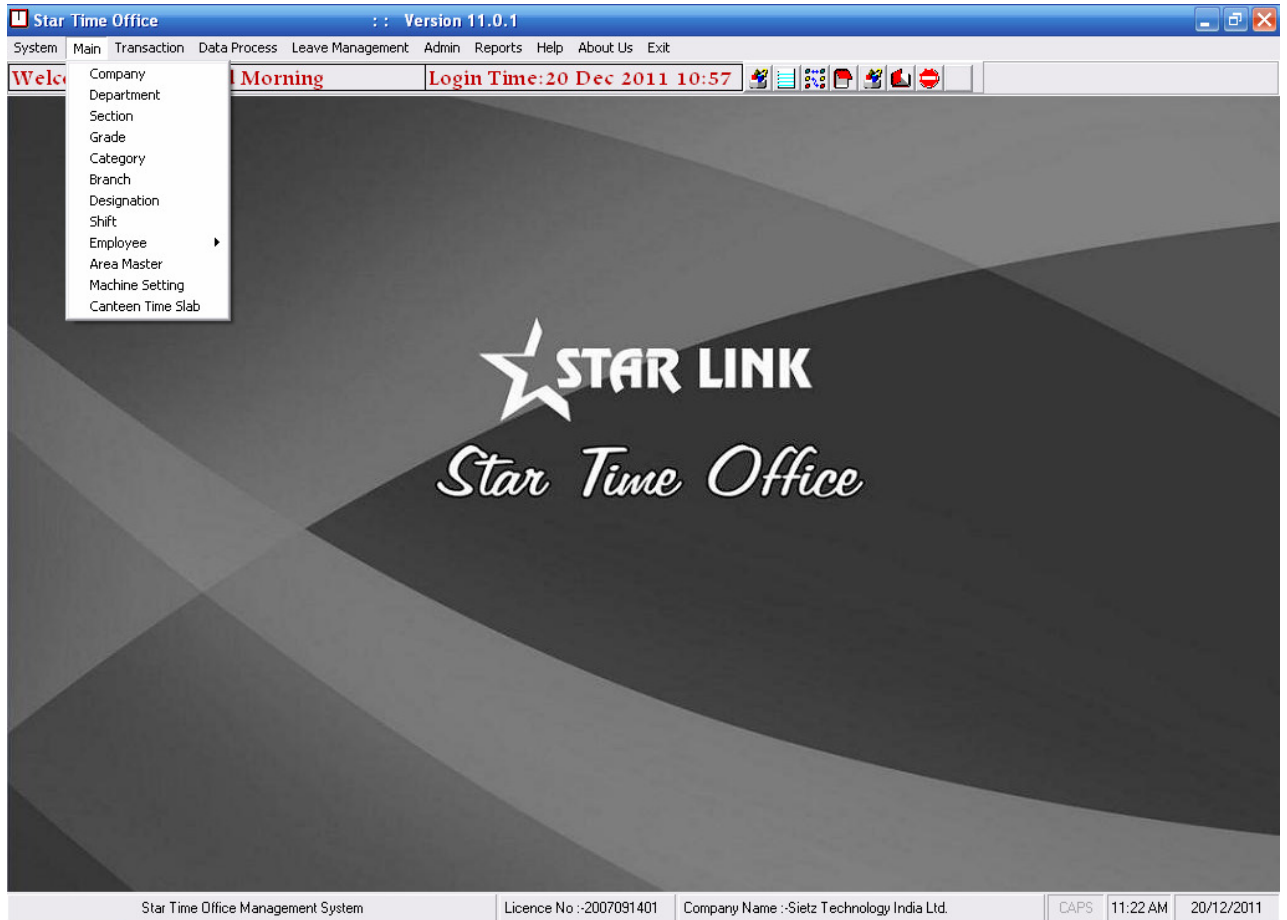 Star Time Office : : Version 11.0.1
System Main Transaction Data Process Leave Management Admin Reports Help About Us Exit
Morning Login Time:20 Dec 2011 10:57
Company
Department
Section
Grade
Category
Branch
Designation
Shift
Employee
Area Master
Machine Setting
Canteen Time Slab
STAR LINK
Star Time Office
Star Time Office Management System Licence No :-2007091401 Company Name :-Sietz Technology India Ltd. CAPS 11:22 AM 20/12/2011